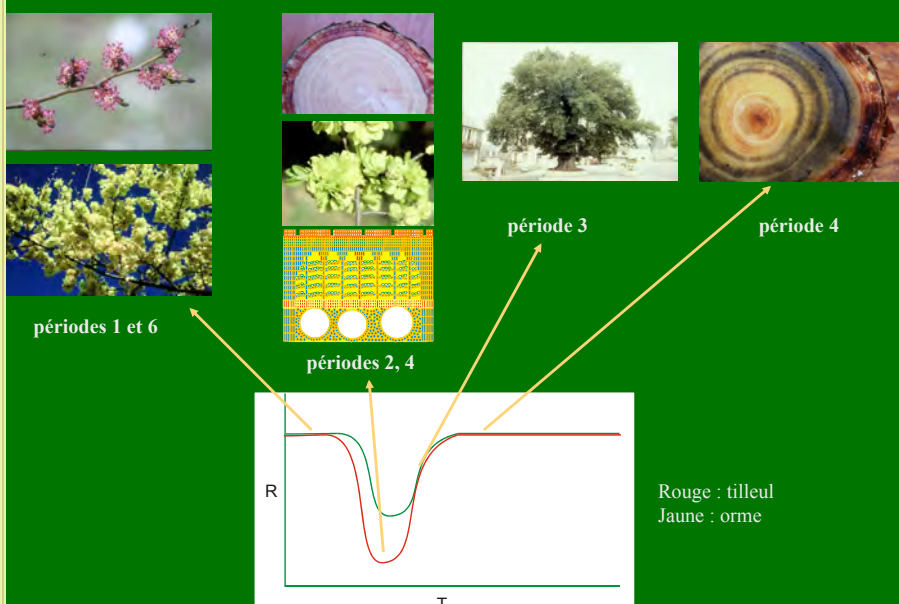 période 3
période 4
périodes 1 et 6
périodes 2, 4
R
Rouge : tilleul
Jaune : orme
T